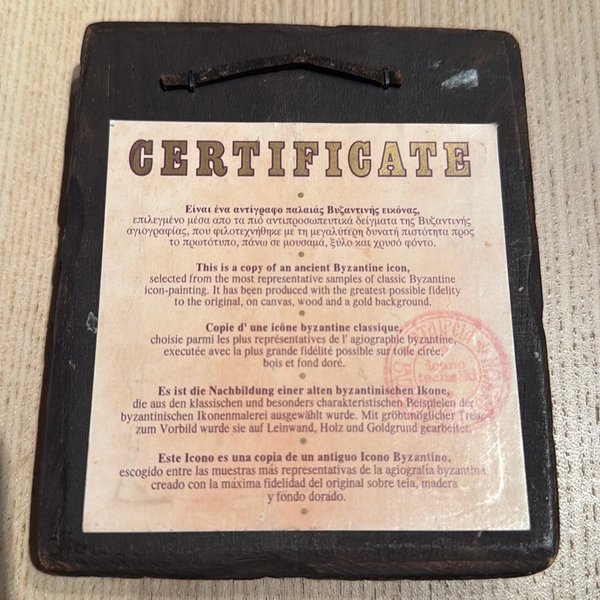 CERTIFICATE
Είναι ένα αντίγραφο παλαιάς Βυζαντινής εικόνας,
επιλεγμένο μέσα απο τα πιό αντιπροσωπευτικά δείγματα της Βυζαντινής
αγιογραφίας, που φιλοτεχνήθηκε με τη μεγαλύτερη δυνατή πιστότητα προς
το πρωτότυπο, πάνω σε μουσαμά, ξύλο και χρυσό φόντο.
This is a copy of an ancient Byzantine icon,
selected from the most representative samples of classic Byzantine
icon-painting. It has been produced with the greatest possible fidelity
to the original, on canvas, wood and a gold background.
Copie d' une icône byzantine classique,
choisie parmi les plus représentatives de l' agiographie byzantine,
executée avec la plus grande fidélité possible sur toile cirée,
bois et fond doré.
Es ist die Nachbildung einer alten byzantinischen Ikone,
die aus den klassischen und besonders charakteristischen Beispielen der
byzantinischen Ikonenmalerei ausgewählt wurde. Mit gröbtmöglicher Treue
zum Vorbild wurde sie auf Leinwand, Holz und Goldgrund gearbeitet.
Este Icono es una copia de un antiguo Icono Byzantino,
escogido entre las muestras más representativas de la agiografía byzantina
creado con la máxima fidelidad del original sobre tela, madera
y fondo dorado.